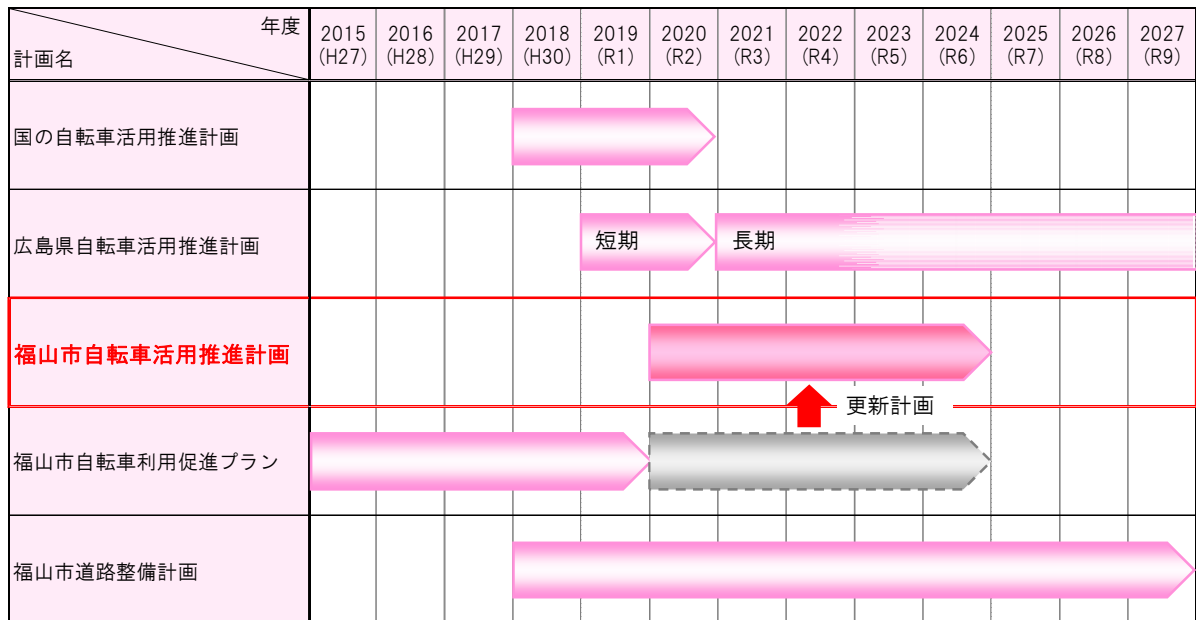 年度
計画名
2015 2016 2017 2018 2019 2020 2021 2022 2023 2024 2025 2026 2027
(H27) (H28) (H29) (H30) (R1) (R2) (R3) (R4) (R5) (R6) (R7) (R8) (R9)
国の自転車活用推進計画
広島県自転車活用推進計画 短期 長期
福山市自転車活用推進計画
更新計画
福山市自転車利用促進プラン
福山市道路整備計画